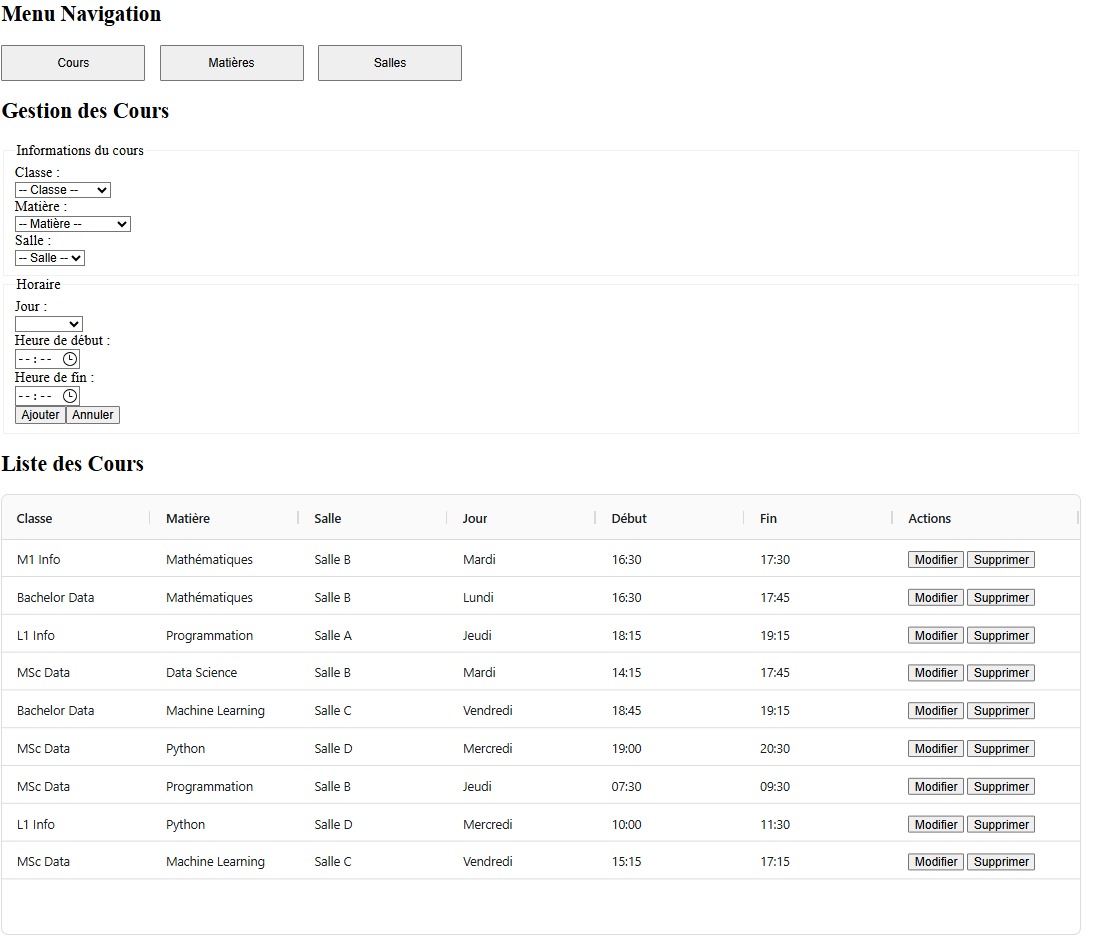 Menu Navigation
Cours Matières Salles
Gestion des Cours
Informations du cours
Classe :
-- Classe --
Matière :
-- Matière --
Salle :
-- Salle --
Horaire
Jour :
Heure de début :
--:--
Heure de fin :
--:--
Ajouter Annuler
Liste des Cours
Classe Matière Salle Jour Début Fin Actions
M1 Info Mathématiques Salle B Mardi 16:30 17:30 Modifier Supprimer
Bachelor Data Mathématiques Salle B Lundi 16:30 17:45 Modifier Supprimer
L1 Info Programmation Salle A Jeudi 18:15 19:15 Modifier Supprimer
MSc Data Data Science Salle B Mardi 14:15 17:45 Modifier Supprimer
Bachelor Data Machine Learning Salle C Vendredi 18:45 19:15 Modifier Supprimer
MSc Data Python Salle D Mercredi 19:00 20:30 Modifier Supprimer
MSc Data Programmation Salle B Jeudi 07:30 09:30 Modifier Supprimer
L1 Info Python Salle D Mercredi 10:00 11:30 Modifier Supprimer
MSc Data Machine Learning Salle C Vendredi 15:15 17:15 Modifier Supprimer